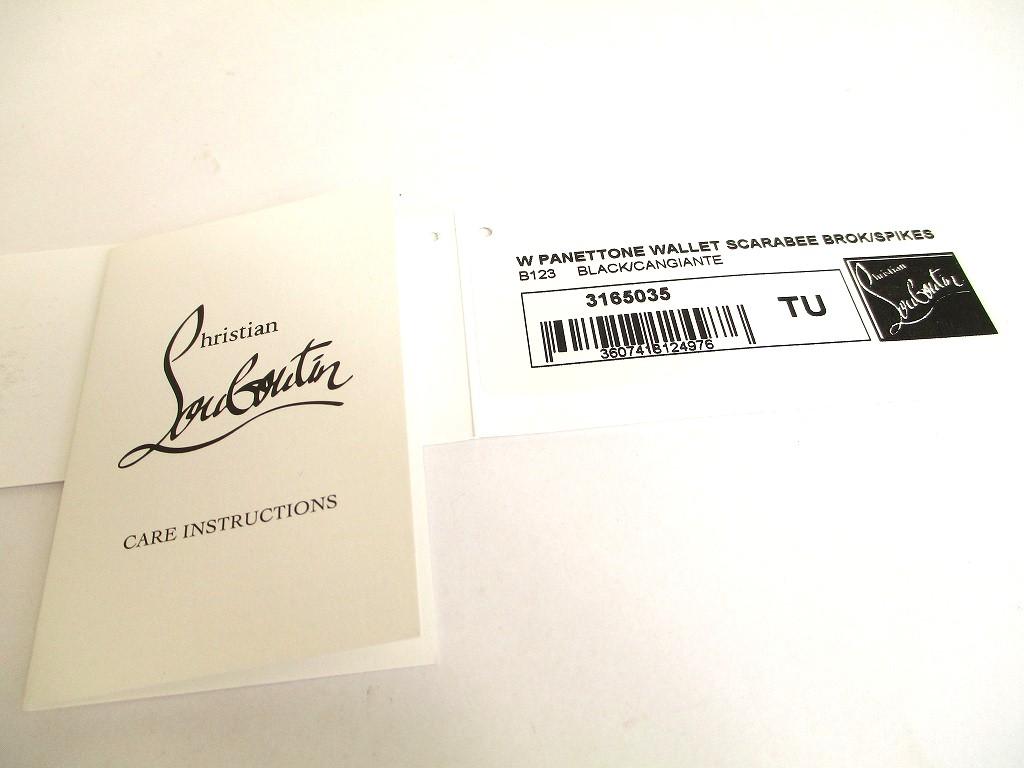 Christian
Louboutin
CARE INSTRUCTIONS
W PANETTONE WALLET SCARABEE BROK/SPIKES
B123 BLACK/CANGIANTE
3165035
TU
3607416124976
Christian
Louboutin